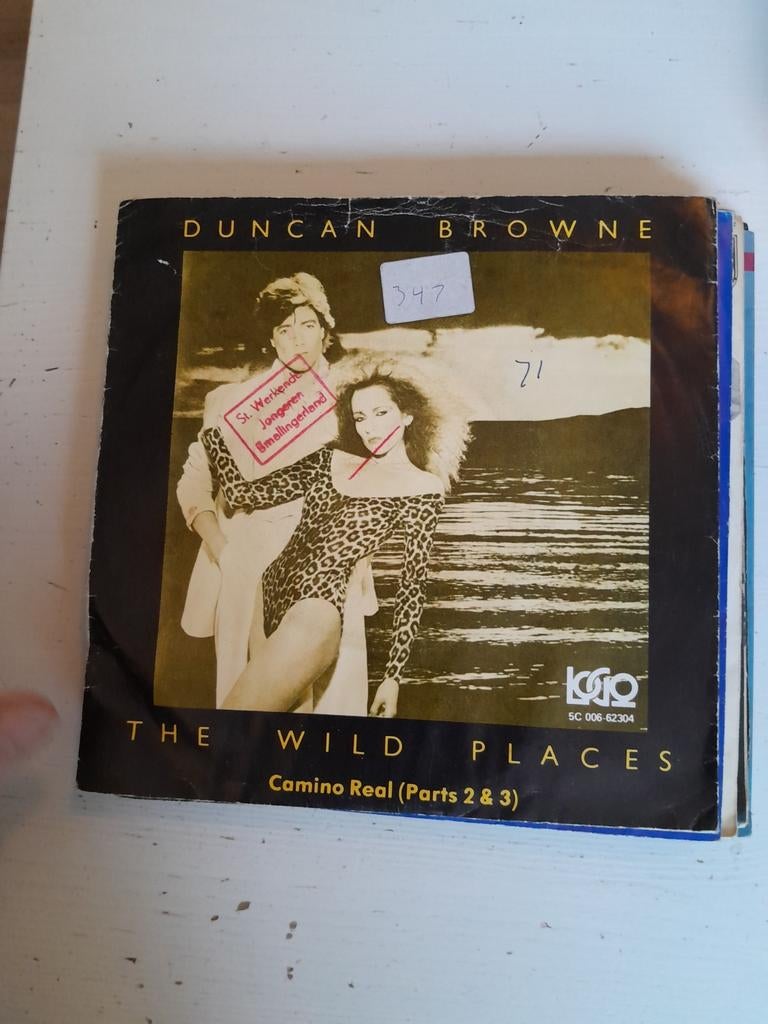 DUNCAN BROWNE
347
71
St. Werkende
Jongeren
Smallingerland
LOGO
5C 006-62304
THE WILD PLACES
Camino Real (Parts 2 & 3)